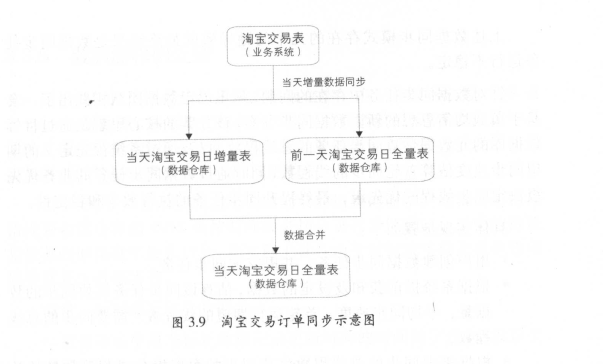 淘宝交易表
（业务系统）
当天增量数据同步
当天淘宝交易日增量表
（数据仓库）
前一天淘宝交易日全量表
（数据仓库）
数据合并
当天淘宝交易日全量表
（数据仓库）
图 3.9 淘宝交易订单同步示意图